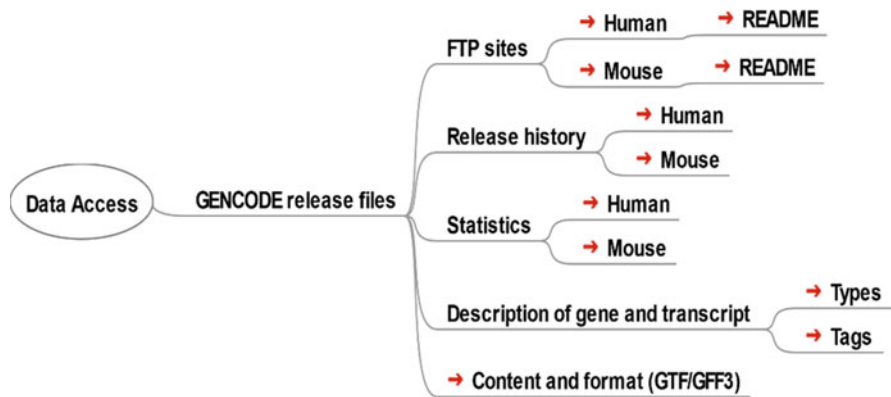 Data Access
GENCODE release files
FTP sites
→ Human
→ README
→ Mouse
→ README
Release history
→ Human
→ Mouse
Statistics
→ Human
→ Mouse
Description of gene and transcript
→ Types
→ Tags
→ Content and format (GTF/GFF3)